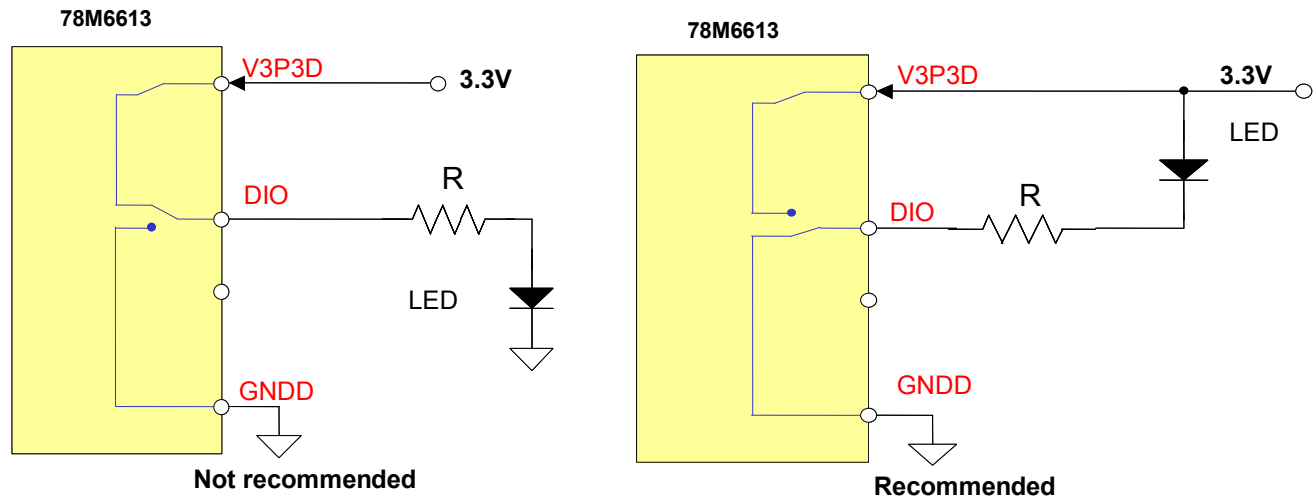 78M6613
V3P3D
3.3V
DIO
R
LED
GNDD
Not recommended
78M6613
V3P3D
3.3V
LED
R
DIO
GNDD
Recommended